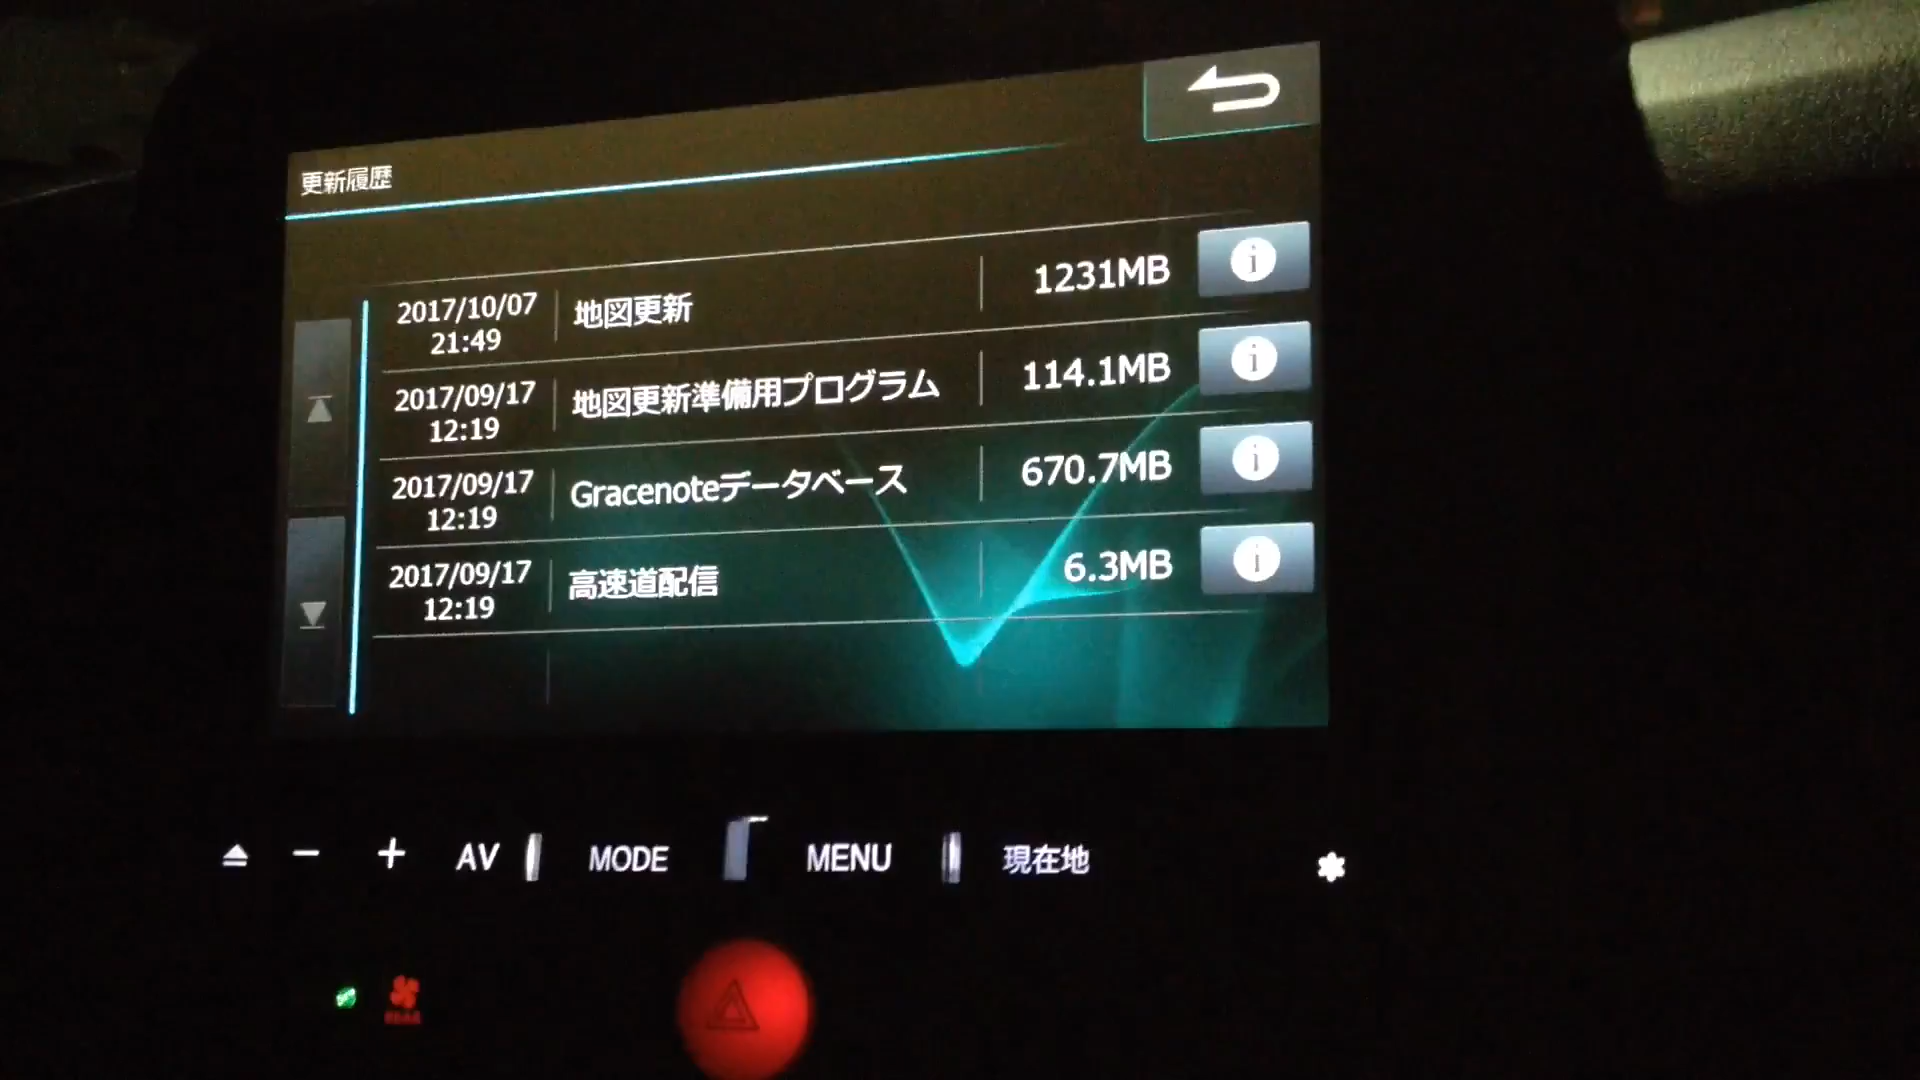 更新履歴
2017/10/07
21:49
地図更新
1231MB
2017/09/17
12:19
地図更新準備用プログラム
114.1MB
2017/09/17
12:19
Gracenoteデータベース
670.7MB
2017/09/17
12:19
高速道配信
6.3MB
− + AV MODE MENU 現在地 ✱
REAR